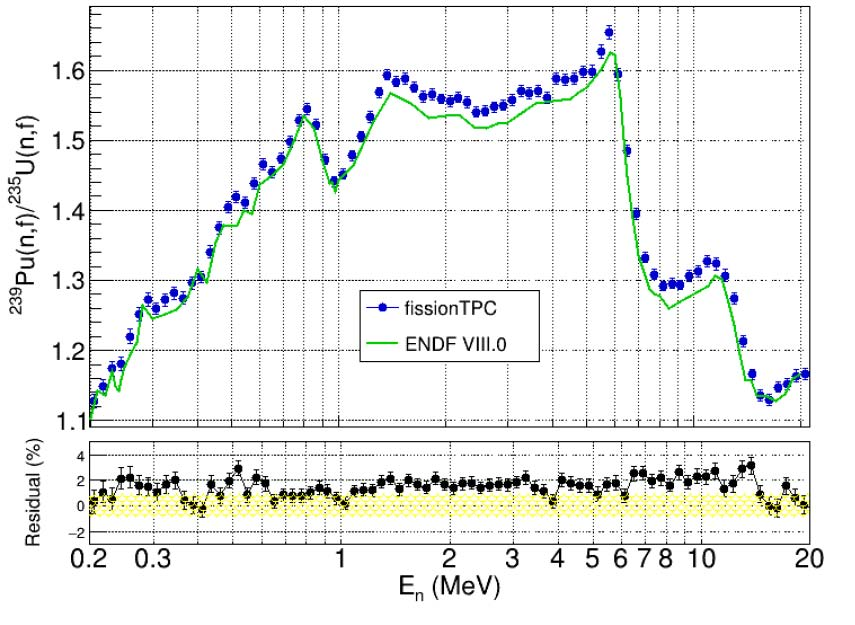 ²³⁹Pu(n,f)/²³⁵U(n,f)
1.6
1.5
1.4
1.3
1.2
1.1
fissionTPC
ENDF VIII.0
Residual (%)
4
2
0
−2
0.2 0.3 1 2 3 4 5 6 7 8 10 20
Eₙ (MeV)